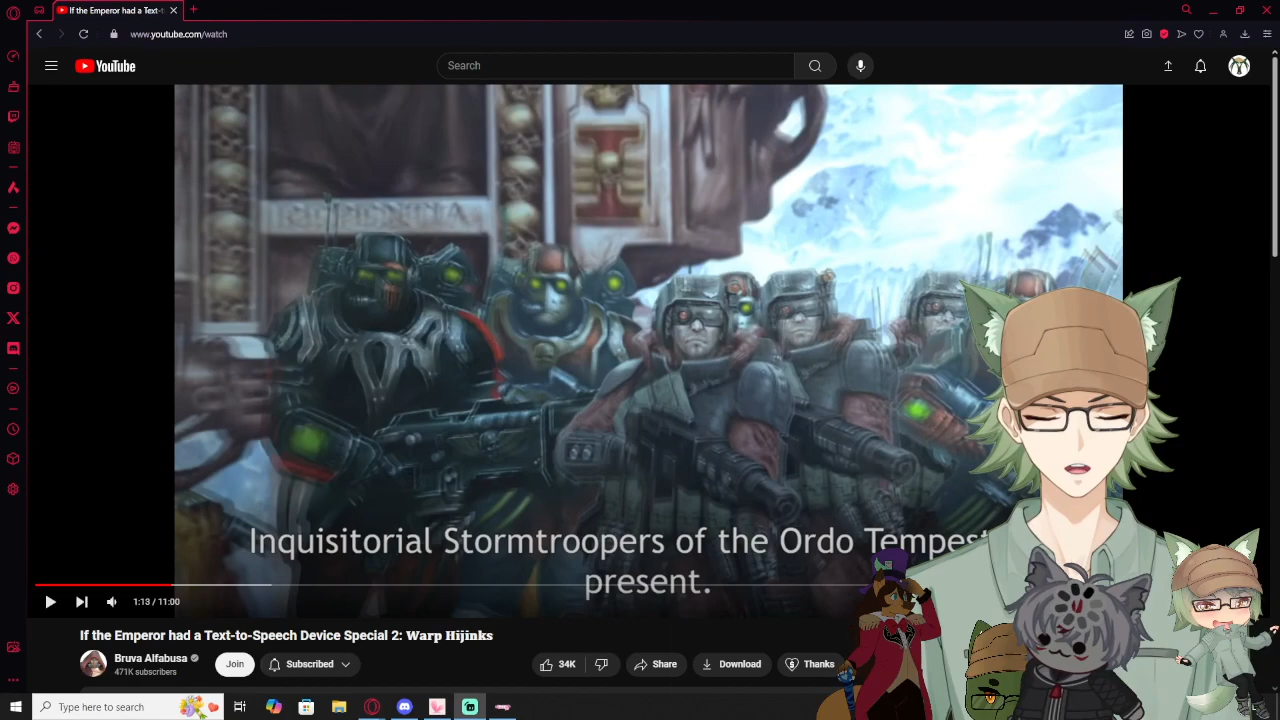 If the Emperor had a Text-
www.youtube.com/watch
YouTube
Search
Inquisitorial Stormtroopers of the Ordo Tempest
present.
1:13 / 11:00
If the Emperor had a Text-to-Speech Device Special 2: Warp Hijinks
Bruva Alfabusa
471K subscribers
Join
Subscribed
34K
Share
Download
Thanks
Type here to search